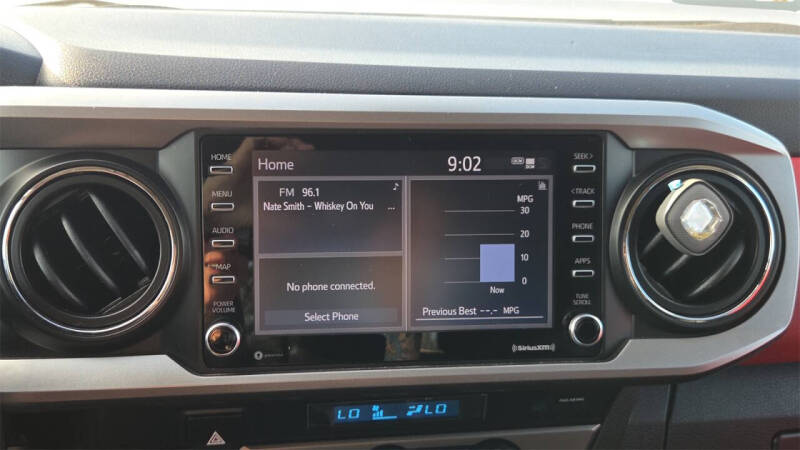 HOME
MENU
AUDIO
MAP
POWER
VOLUME
Home
9:02
DCM
FM 96.1
Nate Smith – Whiskey On You ...
No phone connected.
Select Phone
MPG
30
20
10
0
Now
Previous Best --.- MPG
SEEK>
<TRACK
PHONE
APPS
TUNE
SCROLL
((SiriusXM))
LO LO